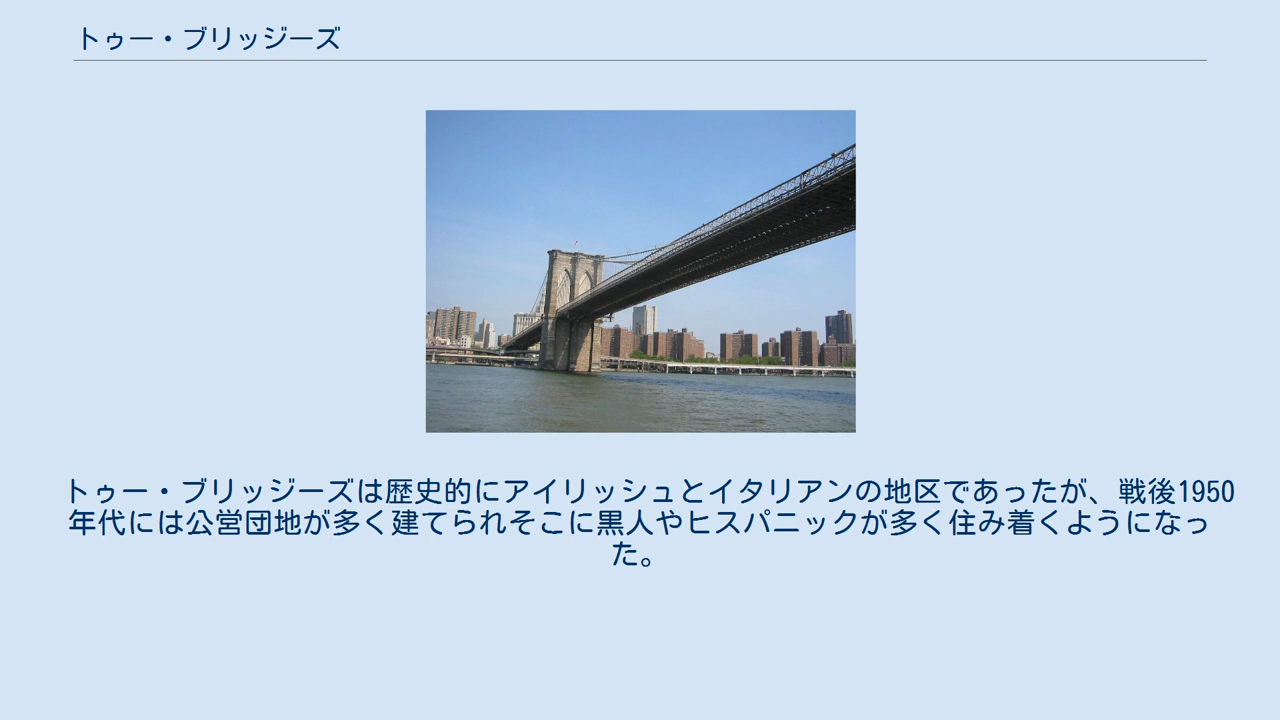 トゥー・ブリッジーズ
トゥー・ブリッジーズは歴史的にアイリッシュとイタリアンの地区であったが、戦後1950
年代には公営団地が多く建てられそこに黒人やヒスパニックが多く住み着くようになっ
た。